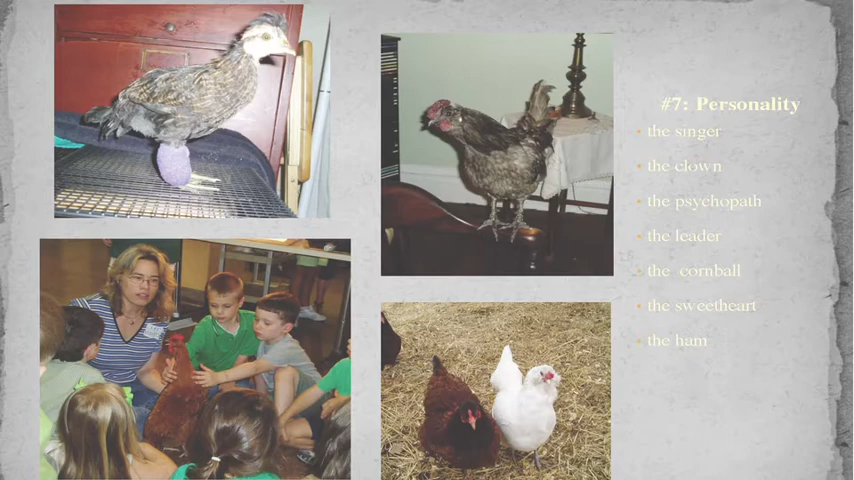 #7: Personality
• the singer
• the clown
• the psychopath
• the leader
• the  cornball
• the sweetheart
• the ham